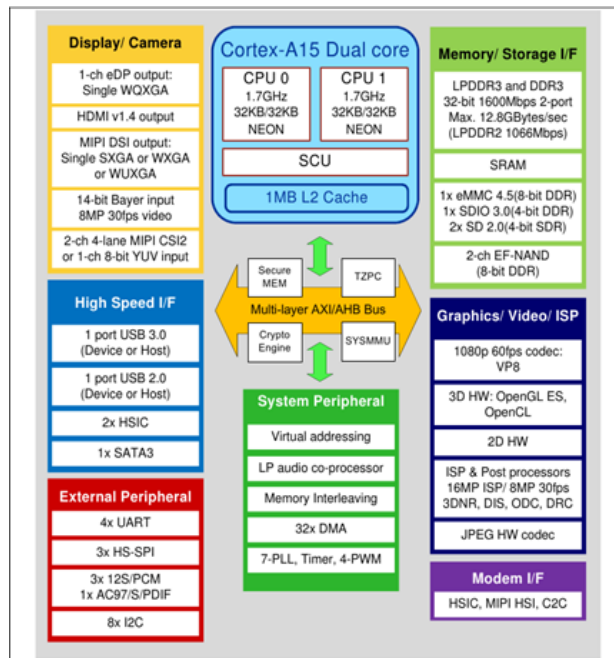 Display/ Camera
1-ch eDP output:
Single WQXGA
HDMI v1.4 output
MIPI DSI output:
Single SXGA or WXGA
or WUXGA
14-bit Bayer input
8MP 30fps video
2-ch 4-lane MIPI CSI2
or 1-ch 8-bit YUV input
High Speed I/F
1 port USB 3.0
(Device or Host)
1 port USB 2.0
(Device or Host)
2x HSIC
1x SATA3
External Peripheral
4x UART
3x HS-SPI
3x 12S/PCM
1x AC97/S/PDIF
8x I2C
Cortex-A15 Dual core
CPU 0
1.7GHz
32KB/32KB
NEON
CPU 1
1.7GHz
32KB/32KB
NEON
SCU
1MB L2 Cache
Secure
MEM
TZPC
Multi-layer AXI/AHB Bus
Crypto
Engine
SYSMMU
System Peripheral
Virtual addressing
LP audio co-processor
Memory Interleaving
32x DMA
7-PLL, Timer, 4-PWM
Memory/ Storage I/F
LPDDR3 and DDR3
32-bit 1600Mbps 2-port
Max. 12.8GBytes/sec
(LPDDR2 1066Mbps)
SRAM
1x eMMC 4.5(8-bit DDR)
1x SDIO 3.0(4-bit DDR)
2x SD 2.0(4-bit SDR)
2-ch EF-NAND
(8-bit DDR)
Graphics/ Video/ ISP
1080p 60fps codec:
VP8
3D HW: OpenGL ES,
OpenCL
2D HW
ISP & Post processors
16MP ISP/ 8MP 30fps
3DNR, DIS, ODC, DRC
JPEG HW codec
Modem I/F
HSIC, MIPI HSI, C2C